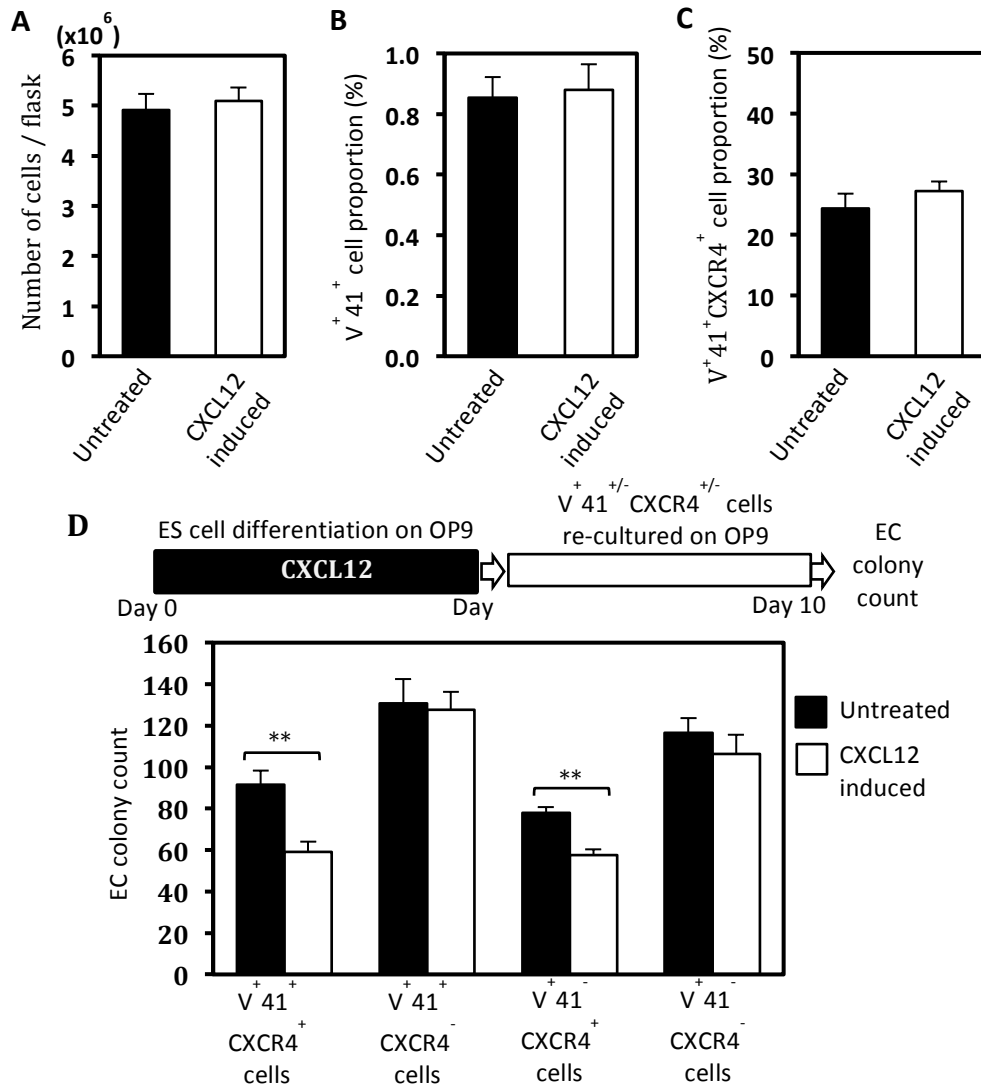 A
(x10⁶)
Number of cells / flask
6
5
4
3
2
1
0
Untreated
CXCL12
induced
B
V⁺41⁺ cell proportion (%)
1.0
0.8
0.6
0.4
0.2
0.0
Untreated
CXCL12
induced
C
V⁺41⁺CXCR4⁺ cell proportion (%)
50
40
30
20
10
0
Untreated
CXCL12
induced
D
ES cell differentiation on OP9
V⁺41⁺/⁻CXCR4⁺/⁻ cells
re-cultured on OP9
EC
colony
count
CXCL12
Day 0
Day
Day 10
EC colony count
160
140
120
100
80
60
40
20
0
**
**
Untreated
CXCL12
induced
V⁺41⁺
CXCR4⁺
cells
V⁺41⁺
CXCR4⁻
cells
V⁺41⁻
CXCR4⁺
cells
V⁺41⁻
CXCR4⁻
cells